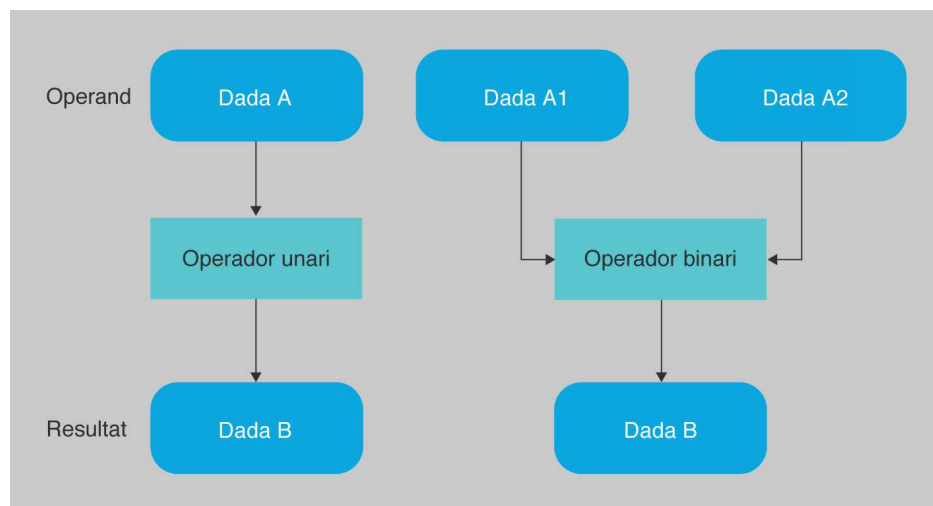 Operand
Dada A
Dada A1
Dada A2
Operador unari
Operador binari
Resultat
Dada B
Dada B